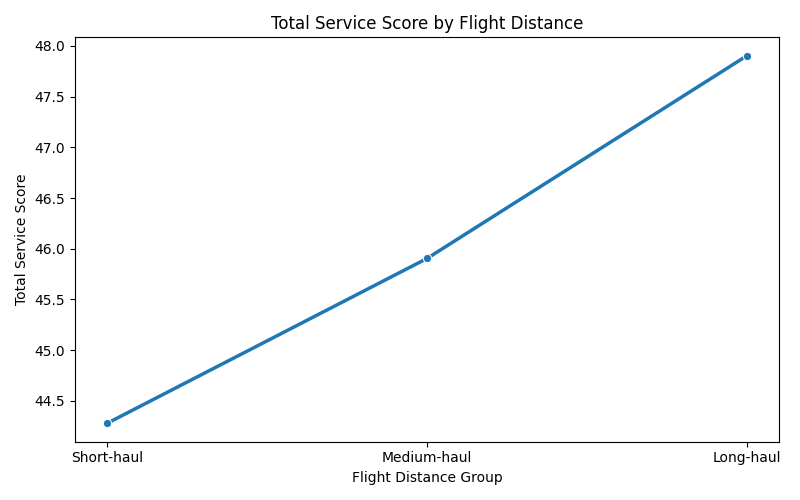 Total Service Score by Flight Distance
48.0
47.5
47.0
46.5
46.0
45.5
45.0
44.5
Total Service Score
Short-haul
Medium-haul
Long-haul
Flight Distance Group